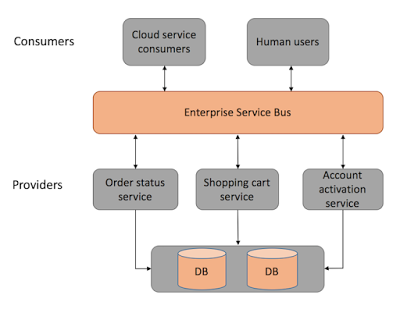 Consumers
Cloud service
consumers
Human users
Enterprise Service Bus
Providers
Order status
service
Shopping cart
service
Account
activation
service
DB
DB